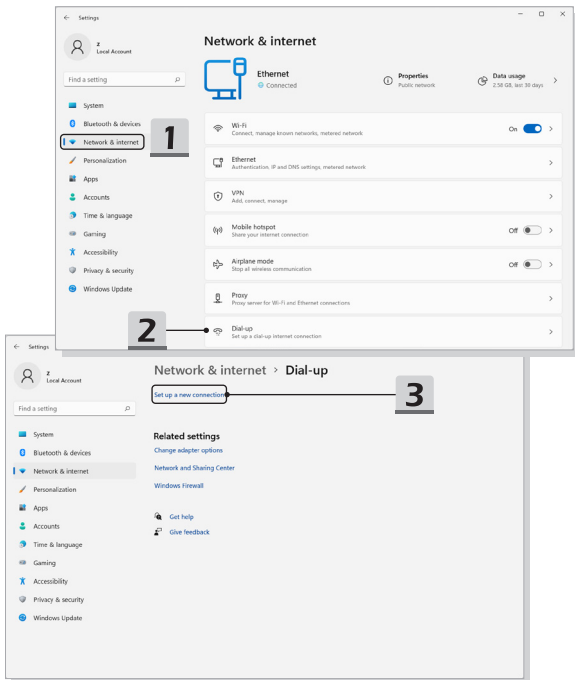 Settings
z
Local Account
Find a setting
System
Bluetooth & devices
Network & internet
Personalization
Apps
Accounts
Time & language
Gaming
Accessibility
Privacy & security
Windows Update
1
Network & internet
Ethernet
Connected
Properties
Public network
Data usage
2.58 GB, last 30 days
Wi-Fi
Connect, manage known networks, metered network
On
Ethernet
Authentication, IP and DNS settings, metered network
VPN
Add, connect, manage
Mobile hotspot
Share your internet connection
Off
Airplane mode
Stop all wireless communication
Off
Proxy
Proxy server for Wi-Fi and Ethernet connections
2
Dial-up
Set up a dial-up internet connection
Settings
z
Local Account
Find a setting
System
Bluetooth & devices
Network & internet
Personalization
Apps
Accounts
Time & language
Gaming
Accessibility
Privacy & security
Windows Update
Network & internet > Dial-up
Set up a new connection
3
Related settings
Change adapter options
Network and Sharing Center
Windows Firewall
Get help
Give feedback